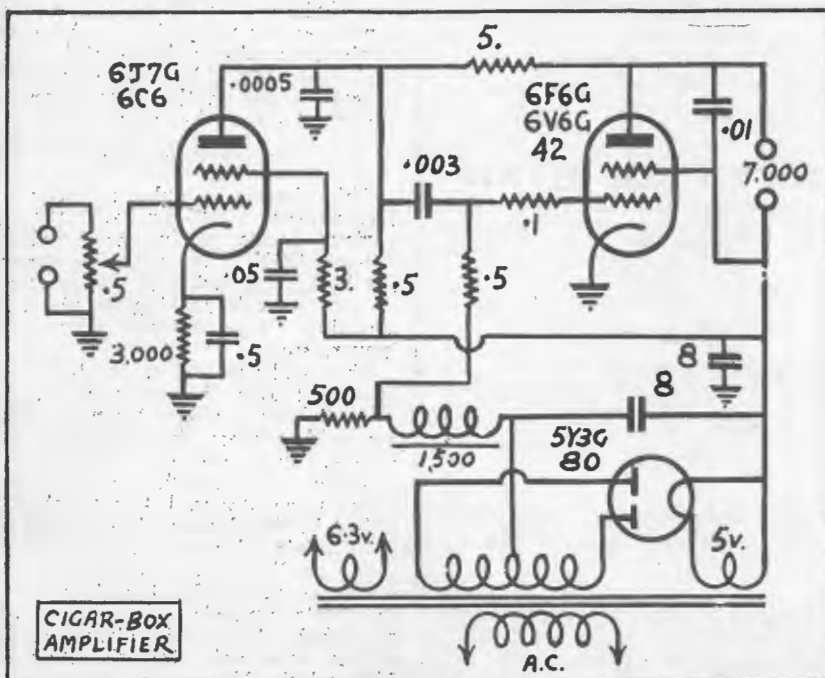 5.
6J7G
6C6
.0005
6F6G
6V6G
42
.01
.003
7.000
.1
.5
.05
3.
.5
.5
3,000
.5
8
500
8
1,500
5Y3G
80
6.3v.
5v.
CIGAR-BOX
AMPLIFIER
A.C.